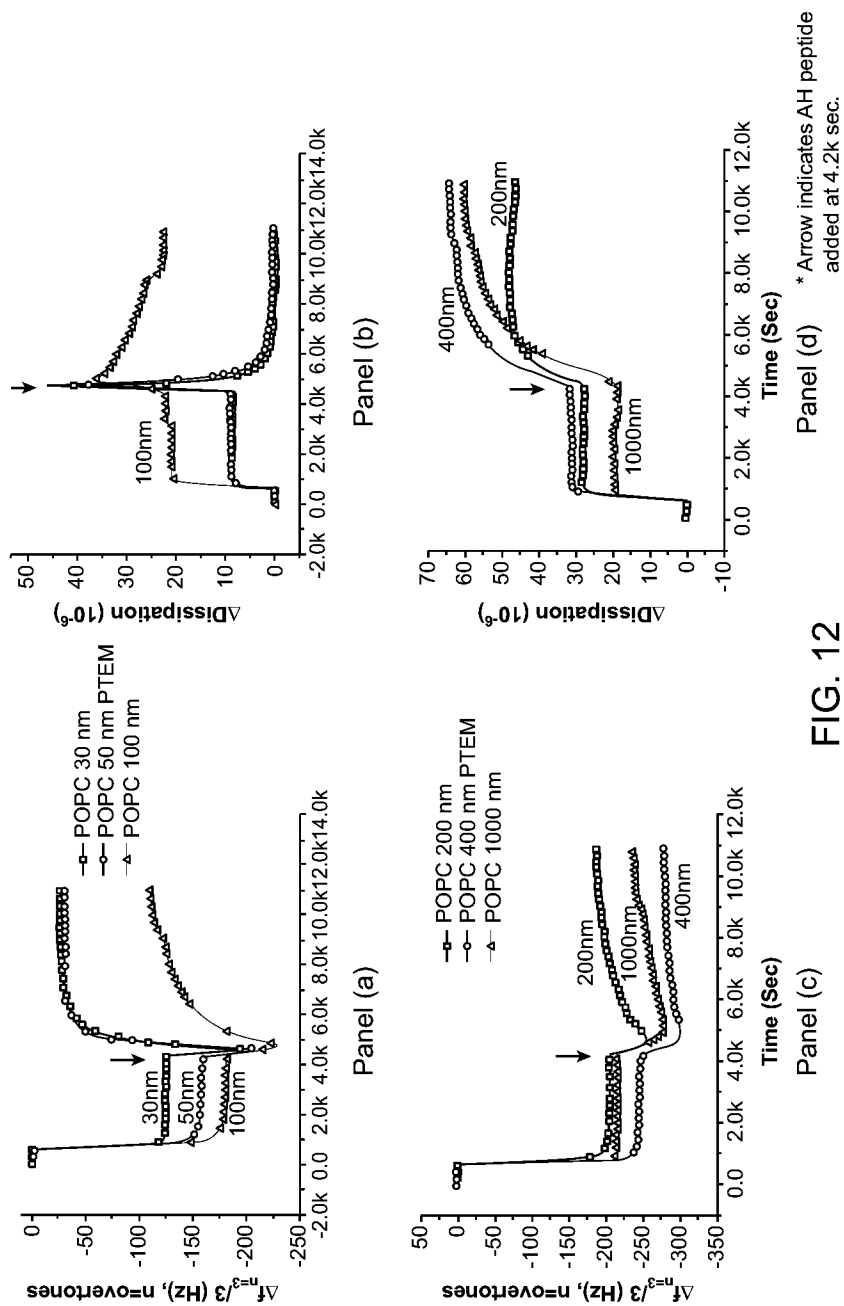 0
-50
-100
-150
-200
-250
Δf n=3/3 (Hz), n=overtones
POPC 30 nm
POPC 50 nm PTEM
POPC 100 nm
30nm
50nm
100nm
-2.0k 0.0 2.0k 4.0k 6.0k 8.0k 10.0k 12.0k 14.0k
Panel (a)
50
40
30
20
10
0
ΔDissipation (10-6)
100nm
-2.0k 0.0 2.0k 4.0k 6.0k 8.0k 10.0k 12.0k 14.0k
Panel (b)
50
0
-50
-100
-150
-200
-250
-300
-350
Δf n=3/3 (Hz), n=overtones
POPC 200 nm
POPC 400 nm PTEM
POPC 1000 nm
200nm
1000nm
400nm
0.0 2.0k 4.0k 6.0k 8.0k 10.0k 12.0k
Time (Sec)
Panel (c)
70
60
50
40
30
20
10
0
-10
ΔDissipation (10-6)
400nm
200nm
1000nm
0.0 2.0k 4.0k 6.0k 8.0k 10.0k 12.0k
Time (Sec)
Panel (d)
* Arrow indicates AH peptide
added at 4.2k sec.
FIG. 12